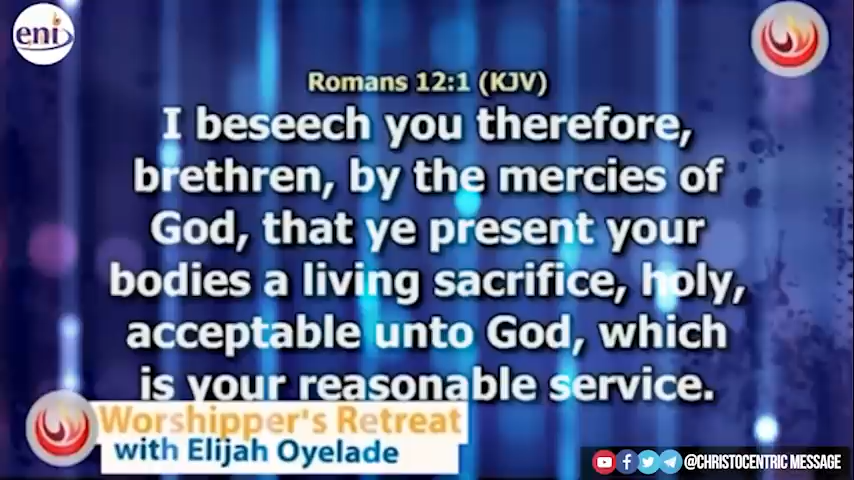 eni
Romans 12:1 (KJV)
I beseech you therefore,
brethren, by the mercies of
God, that ye present your
bodies a living sacrifice, holy,
acceptable unto God, which
is your reasonable service.
Worshipper's Retreat
with Elijah Oyelade
@CHRISTOCENTRIC MESSAGE